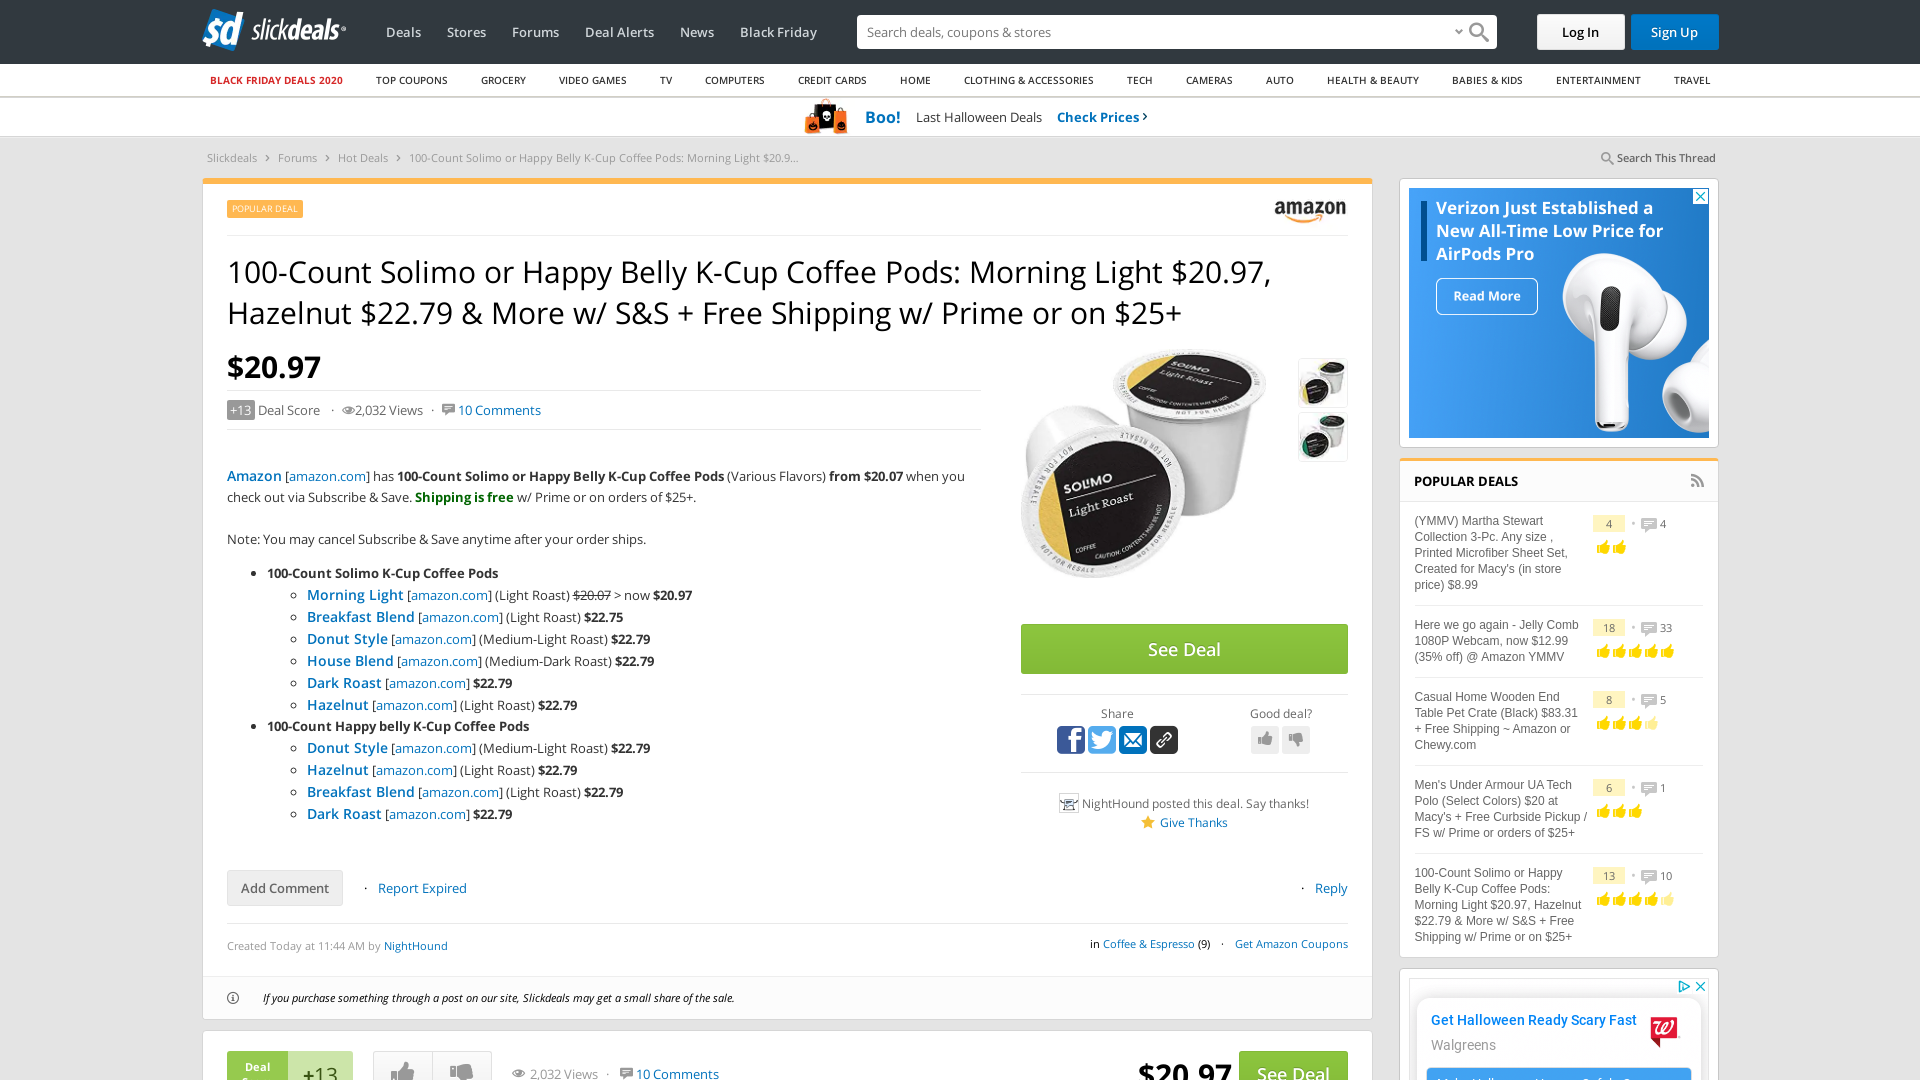 slickdeals
Deals Stores Forums Deal Alerts News Black Friday
Search deals, coupons & stores
Log In Sign Up
BLACK FRIDAY DEALS 2020 TOP COUPONS GROCERY VIDEO GAMES TV COMPUTERS CREDIT CARDS HOME CLOTHING & ACCESSORIES TECH CAMERAS AUTO HEALTH & BEAUTY BABIES & KIDS ENTERTAINMENT TRAVEL
Boo! Last Halloween Deals Check Prices
Slickdeals > Forums > Hot Deals > 100-Count Solimo or Happy Belly K-Cup Coffee Pods: Morning Light $20.9...
Search This Thread
POPULAR DEAL
amazon
100-Count Solimo or Happy Belly K-Cup Coffee Pods: Morning Light $20.97,
Hazelnut $22.79 & More w/ S&S + Free Shipping w/ Prime or on $25+
$20.97
+13 Deal Score · 2,032 Views · 10 Comments
Amazon [amazon.com] has 100-Count Solimo or Happy Belly K-Cup Coffee Pods (Various Flavors) from $20.07 when you
check out via Subscribe & Save. Shipping is free w/ Prime or on orders of $25+.
Note: You may cancel Subscribe & Save anytime after your order ships.
100-Count Solimo K-Cup Coffee Pods
Morning Light [amazon.com] (Light Roast) $20.07 > now $20.97
Breakfast Blend [amazon.com] (Light Roast) $22.75
Donut Style [amazon.com] (Medium-Light Roast) $22.79
House Blend [amazon.com] (Medium-Dark Roast) $22.79
Dark Roast [amazon.com] $22.79
Hazelnut [amazon.com] (Light Roast) $22.79
100-Count Happy belly K-Cup Coffee Pods
Donut Style [amazon.com] (Medium-Light Roast) $22.79
Hazelnut [amazon.com] (Light Roast) $22.79
Breakfast Blend [amazon.com] (Light Roast) $22.79
Dark Roast [amazon.com] $22.79
SOLIMO
Light Roast
COFFEE
SOLIMO
Light Roast
COFFEE
CAUTION, CONTENTS MAY BE HOT
NOT FOR RESALE
See Deal
Share
Good deal?
NightHound posted this deal. Say thanks!
Give Thanks
Add Comment · Report Expired
· Reply
Created Today at 11:44 AM by NightHound
in Coffee & Espresso (9) · Get Amazon Coupons
If you purchase something through a post on our site, Slickdeals may get a small share of the sale.
Deal
+13
2,032 Views · 10 Comments
$20.97
See Deal
Verizon Just Established a
New All-Time Low Price for
AirPods Pro
Read More
POPULAR DEALS
(YMMV) Martha Stewart
Collection 3-Pc. Any size ,
Printed Microfiber Sheet Set,
Created for Macy's (in store
price) $8.99
4 • 4
Here we go again - Jelly Comb
1080P Webcam, now $12.99
(35% off) @ Amazon YMMV
18 • 33
Casual Home Wooden End
Table Pet Crate (Black) $83.31
+ Free Shipping ~ Amazon or
Chewy.com
8 • 5
Men's Under Armour UA Tech
Polo (Select Colors) $20 at
Macy's + Free Curbside Pickup /
FS w/ Prime or orders of $25+
6 • 1
100-Count Solimo or Happy
Belly K-Cup Coffee Pods:
Morning Light $20.97, Hazelnut
$22.79 & More w/ S&S + Free
Shipping w/ Prime or on $25+
13 • 10
Get Halloween Ready Scary Fast
Walgreens